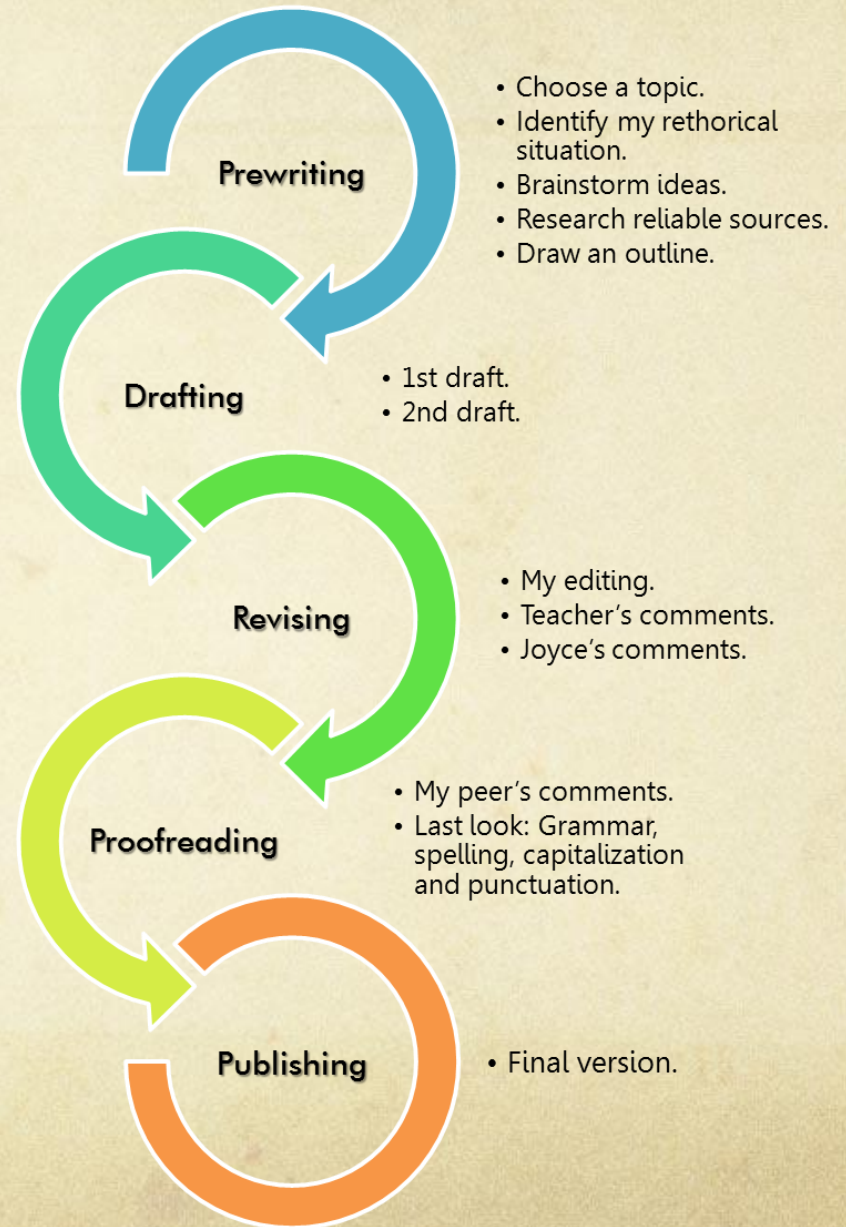 Prewriting
• Choose a topic.
• Identify my rethorical
situation.
• Brainstorm ideas.
• Research reliable sources.
• Draw an outline.
Drafting
• 1st draft.
• 2nd draft.
Revising
• My editing.
• Teacher’s comments.
• Joyce’s comments.
Proofreading
• My peer’s comments.
• Last look: Grammar,
spelling, capitalization
and punctuation.
Publishing
• Final version.